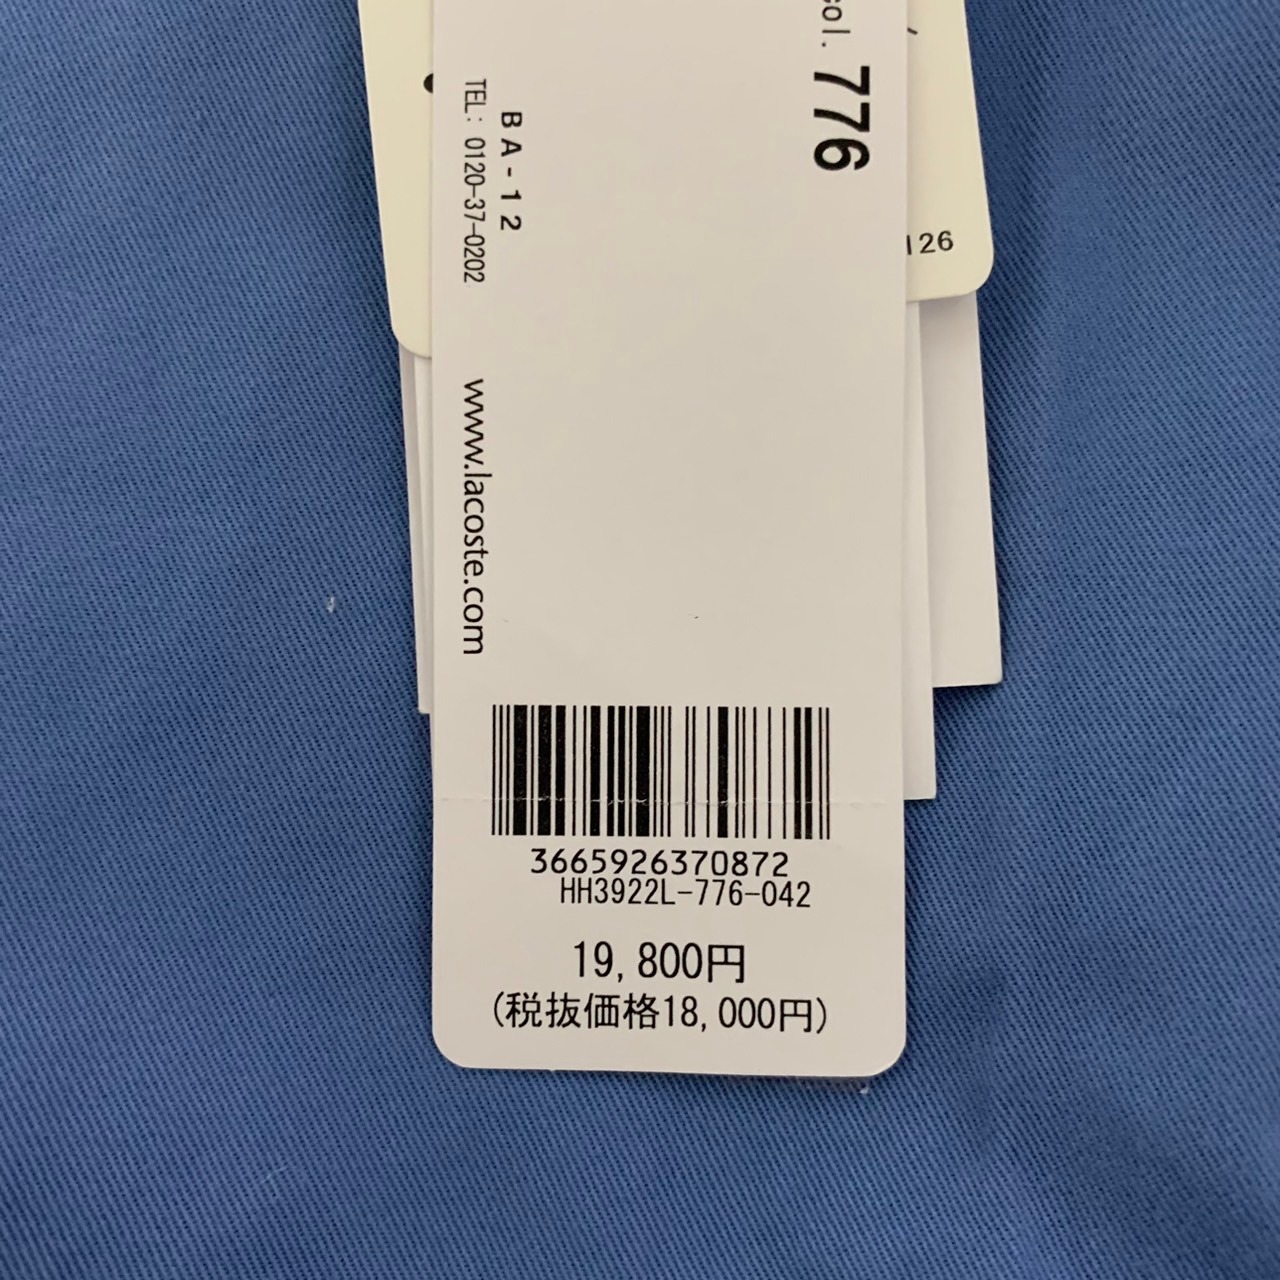 col. 776
BA-12
TEL: 0120-37-0202
www.lacoste.com
126
3665926370872
HH3922L-776-042
19,800円
(税抜価格18,000円)